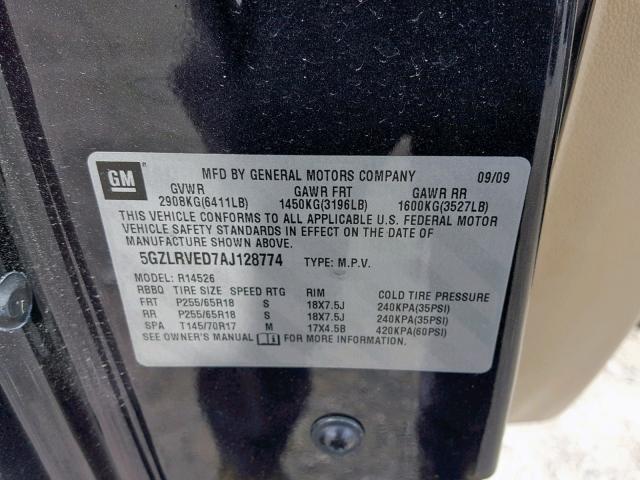 GM MFD BY GENERAL MOTORS COMPANY 09/09
GVWR GAWR FRT GAWR RR
2908KG(6411LB) 1450KG(3196LB) 1600KG(3527LB)
THIS VEHICLE CONFORMS TO ALL APPLICABLE U.S. FEDERAL MOTOR
VEHICLE SAFETY STANDARDS IN EFFECT ON THE DATE OF
MANUFACTURE SHOWN ABOVE.
5GZLRVED7AJ128774 TYPE: M.P.V.
MODEL: R14526
RBBQ TIRE SIZE SPEED RTG RIM COLD TIRE PRESSURE
FRT P255/65R18 S 18X7.5J 240KPA(35PSI)
RR P255/65R18 S 18X7.5J 240KPA(35PSI)
SPA T145/70R17 M 17X4.5B 420KPA(60PSI)
SEE OWNER'S MANUAL FOR MORE INFORMATION.